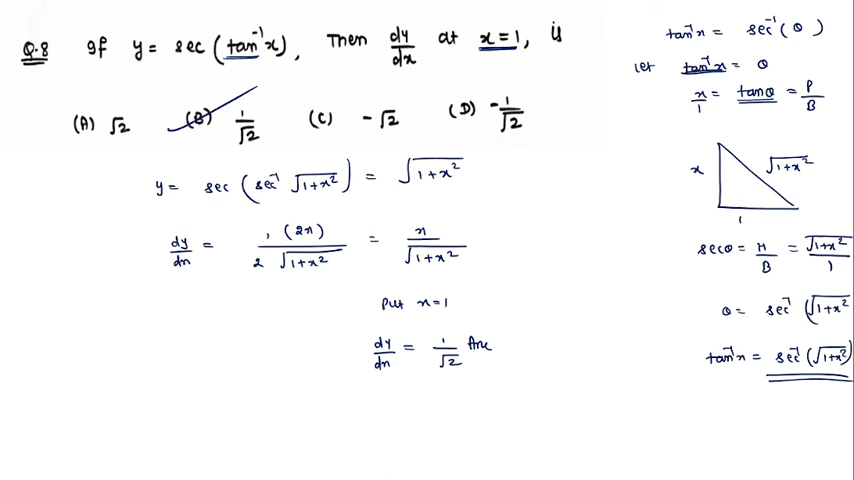 Q.8 If y = sec (tan⁻¹x), Then dy/dx at x = 1, is
(A) √2 (B) 1/√2 (C) -√2 (D) -1/√2
y = sec (sec⁻¹ √1+x²) = √1+x²
dy/dx = 1 (2x) / 2 √1+x² = x / √1+x²
Put x = 1
dy/dx = 1/√2 Ans
tan⁻¹x = sec⁻¹( )
let tan⁻¹x = θ
x/1 = tanθ = P/B
x √1+x²
1
secθ = H/B = √1+x² / 1
θ = sec⁻¹ (√1+x²
tan⁻¹x = sec⁻¹ (√1+x²)